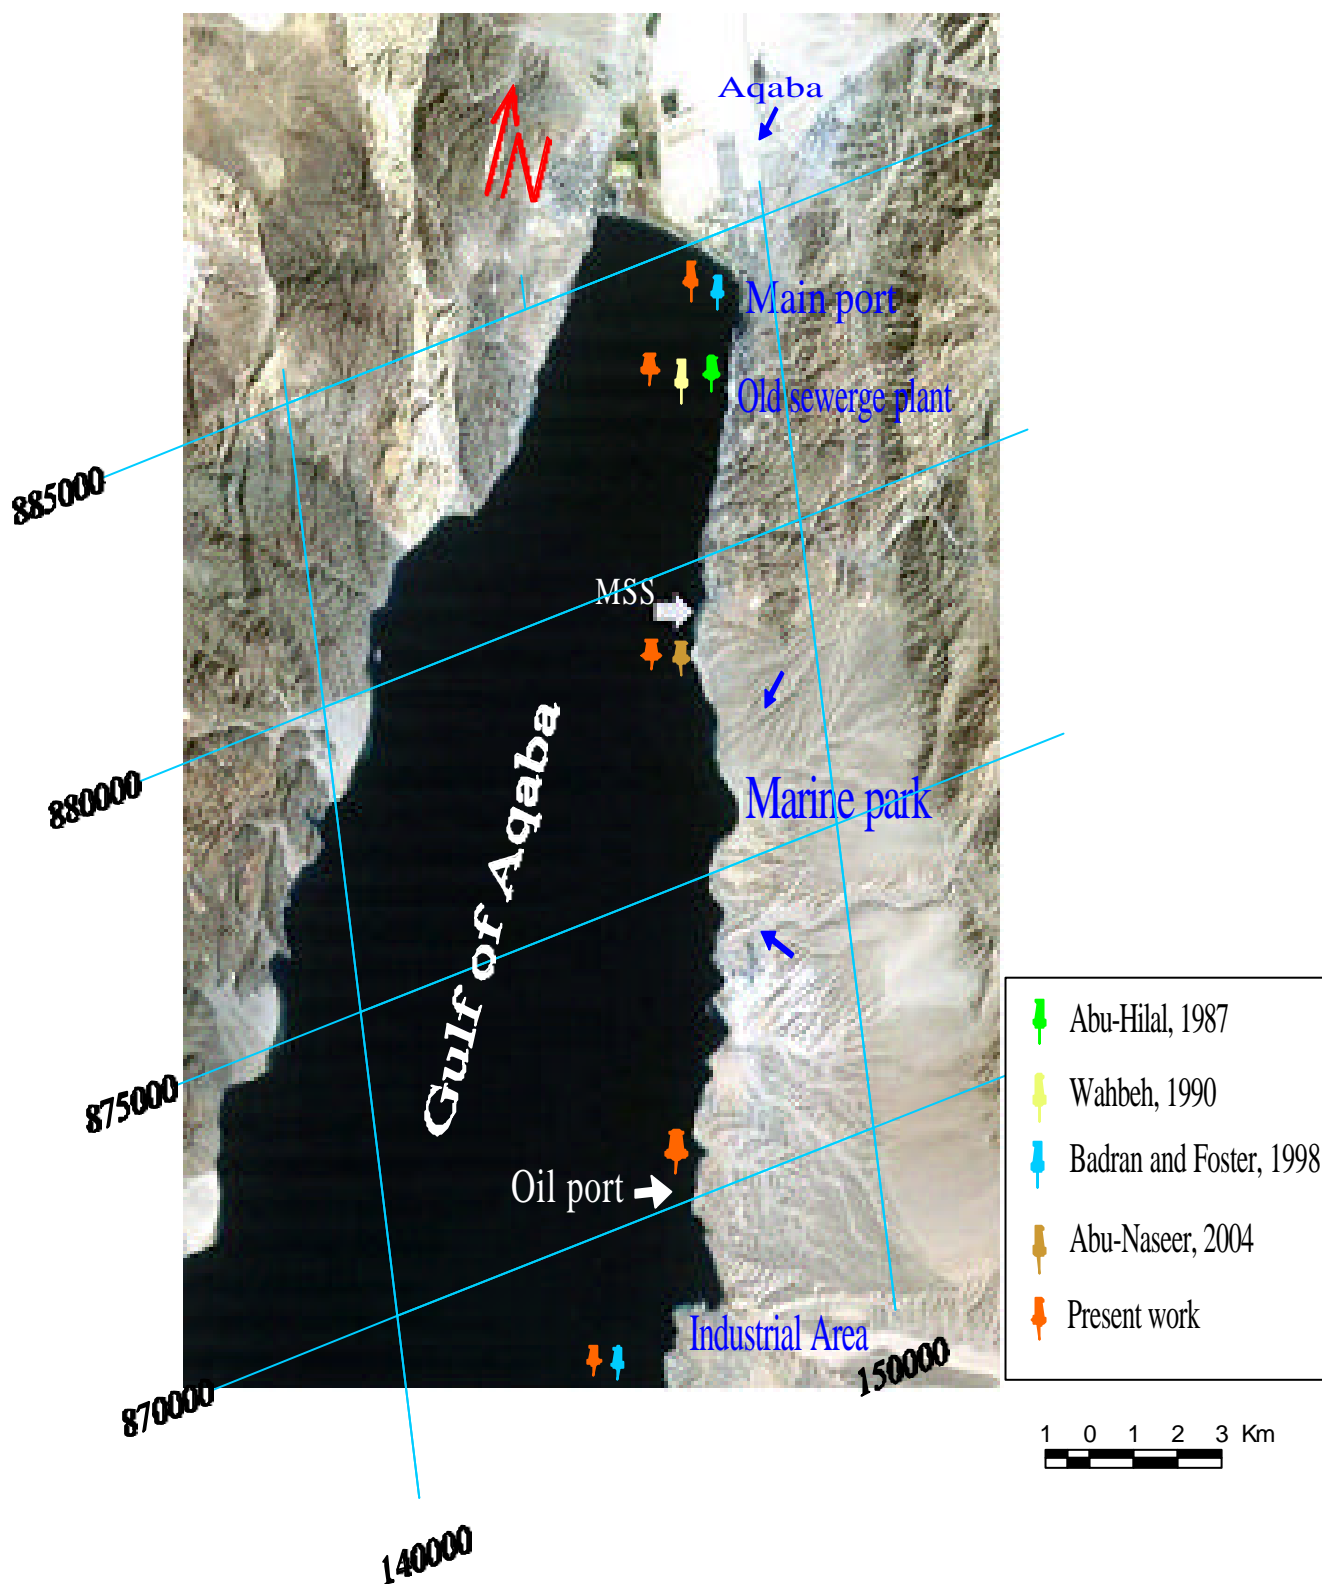 Aqaba
N
Main port
Old sewerge plant
885000
MSS
880000
Marine park
Gulf of Aqaba
875000
Oil port
Industrial Area
870000
150000
140000
Abu-Hilal, 1987
Wahbeh, 1990
Badran and Foster, 1998
Abu-Naseer, 2004
Present work
1 0 1 2 3 Km